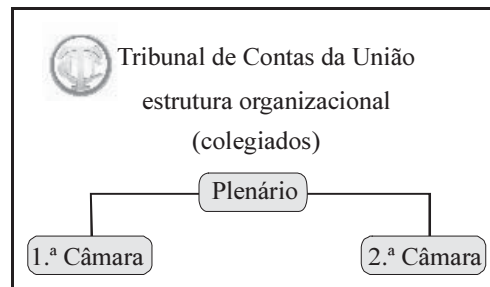 Tribunal de Contas da União
estrutura organizacional
(colegiados)
Plenário
1.ª Câmara
2.ª Câmara